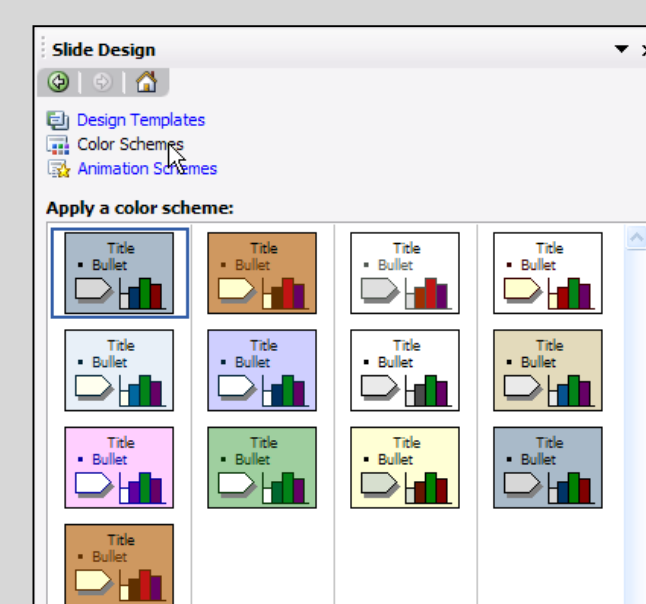 Slide Design
Design Templates
Color Schemes
Animation Schemes
Apply a color scheme:
Title Title Title Title
▪ Bullet ▪ Bullet ▪ Bullet ▪ Bullet
Title Title Title Title
▪ Bullet ▪ Bullet ▪ Bullet ▪ Bullet
Title Title Title Title
▪ Bullet ▪ Bullet ▪ Bullet ▪ Bullet
Title
▪ Bullet